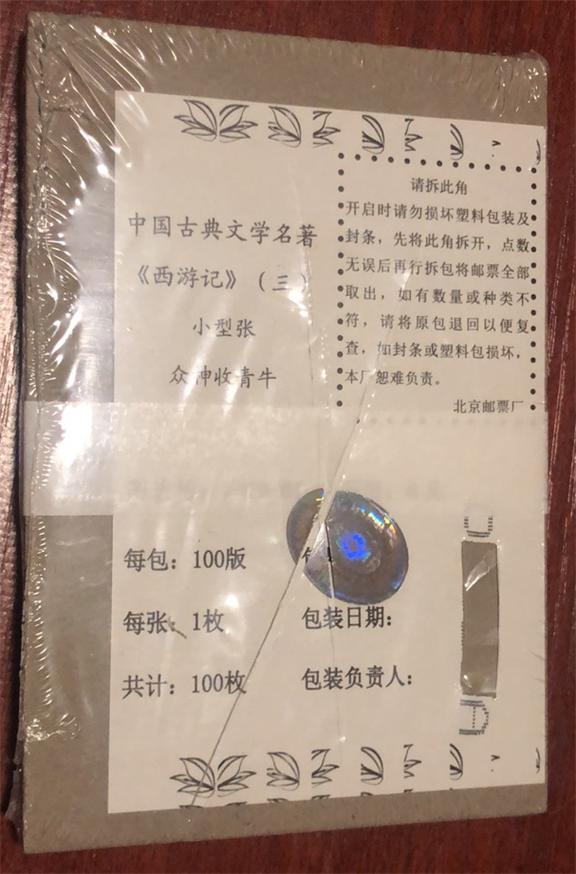 中国古典文学名著
《西游记》(三)
小型张
众神收青牛
请拆此角
开启时请勿损坏塑料包装及
封条，先将此角拆开，点数
无误后再行拆包将邮票全部
取出，如有数量或种类不
符，请将原包退回以便复
查，如封条或塑料包损坏，
本厂恕难负责。
北京邮票厂
每包：100版
每张：1枚
包装日期：
共计：100枚
包装负责人：